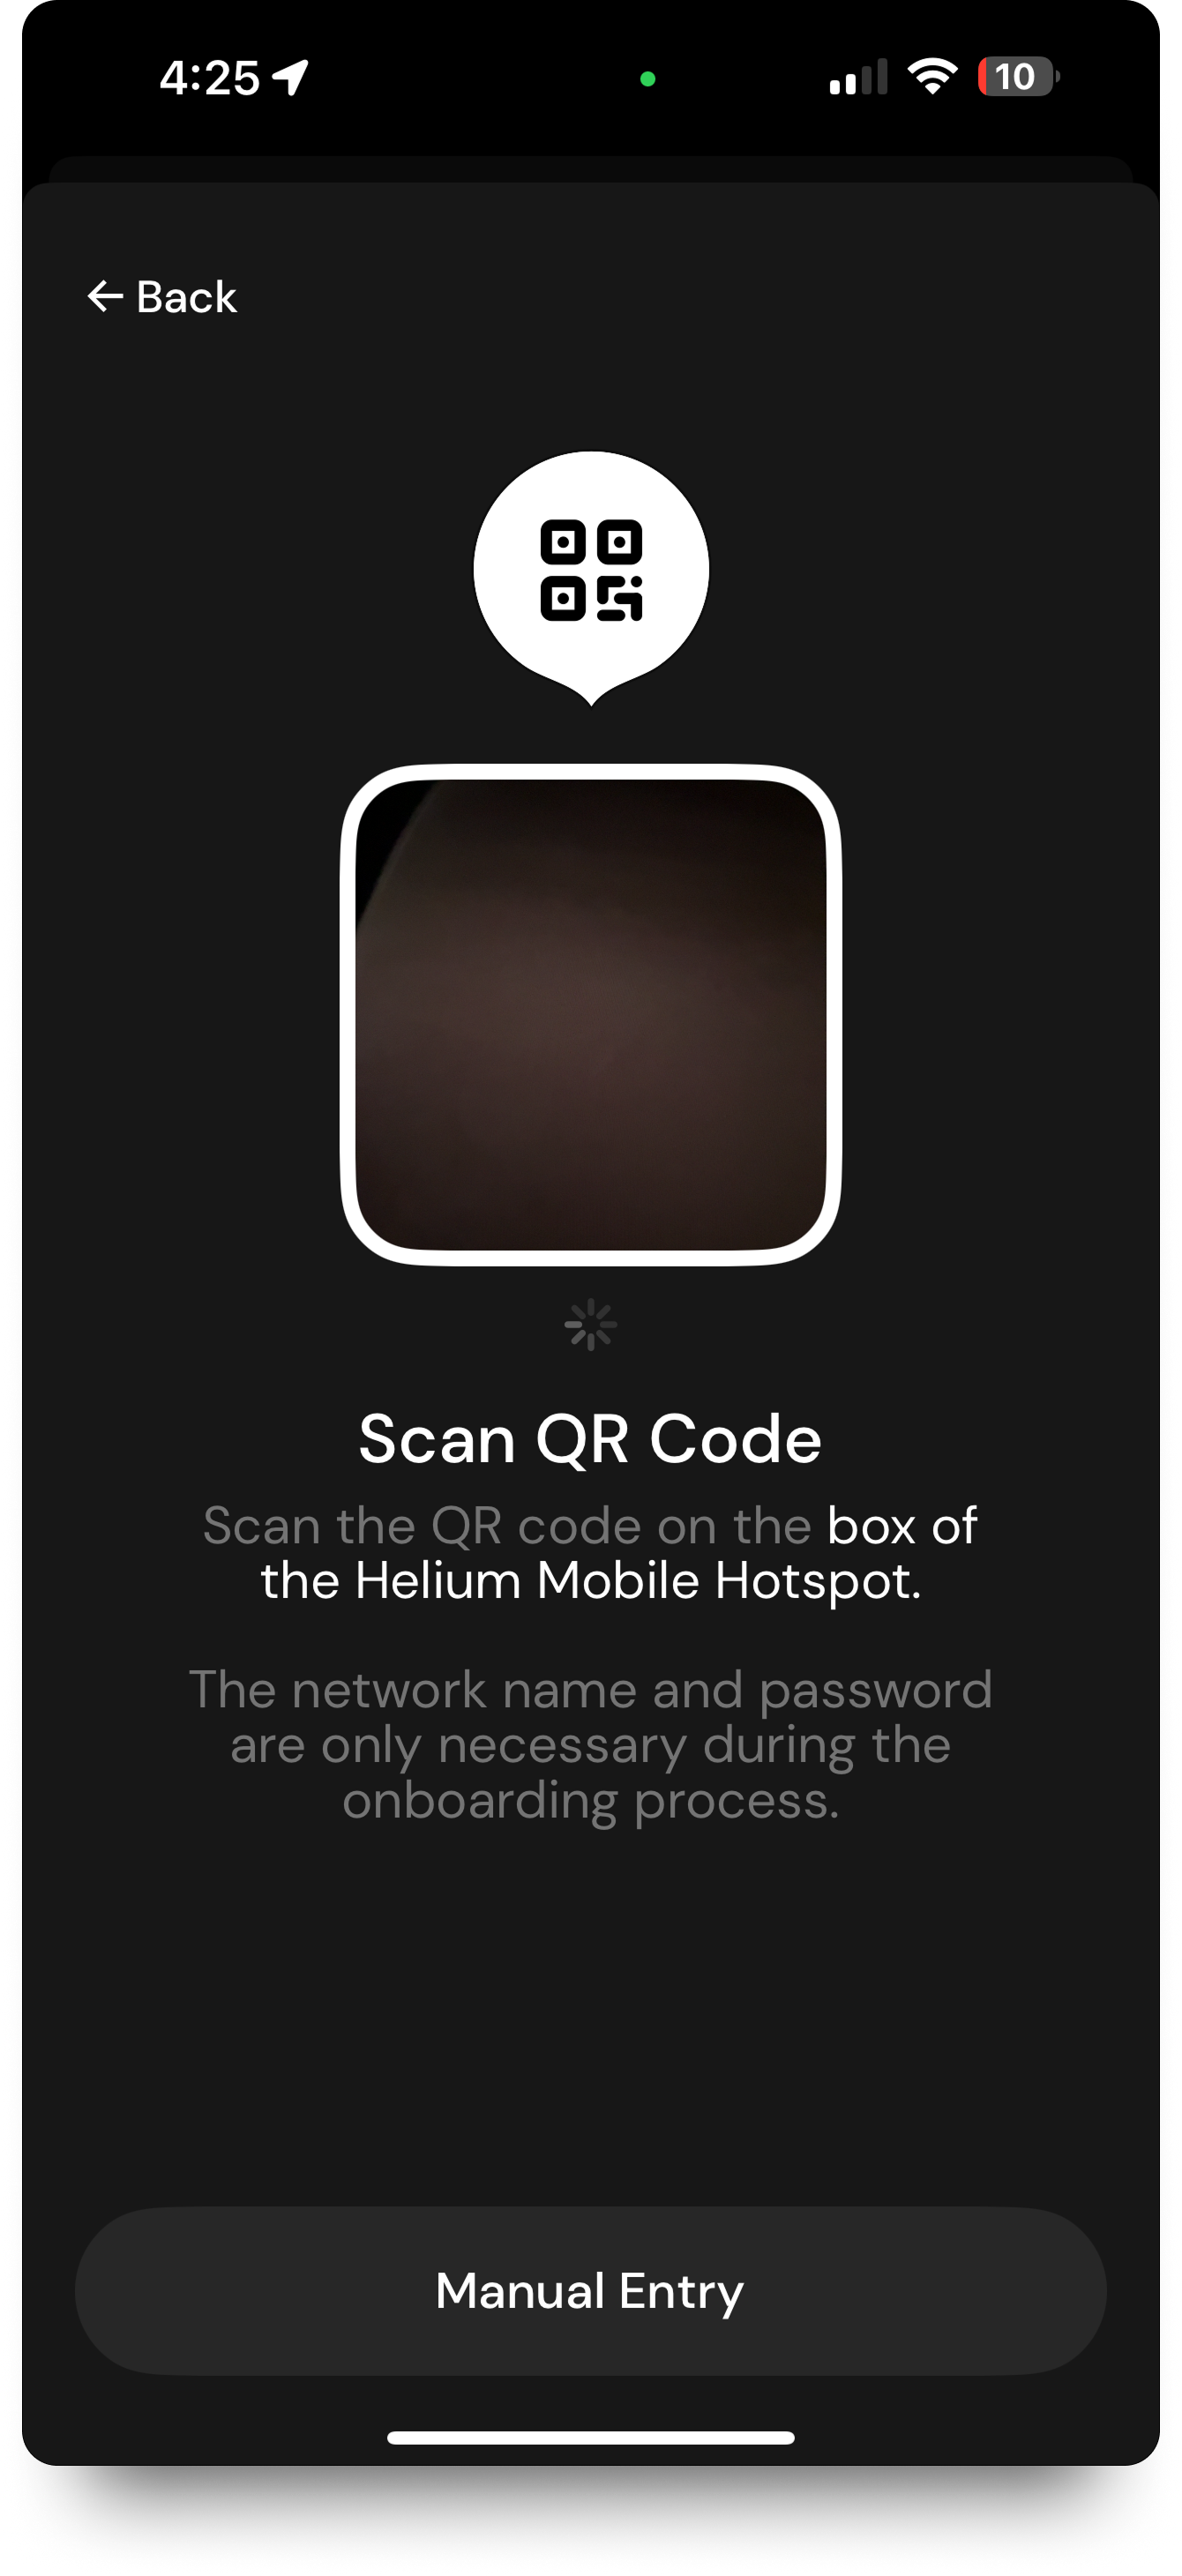 4:25
10
Back
Scan QR Code
Scan the QR code on the box of
the Helium Mobile Hotspot.
The network name and password
are only necessary during the
onboarding process.
Manual Entry